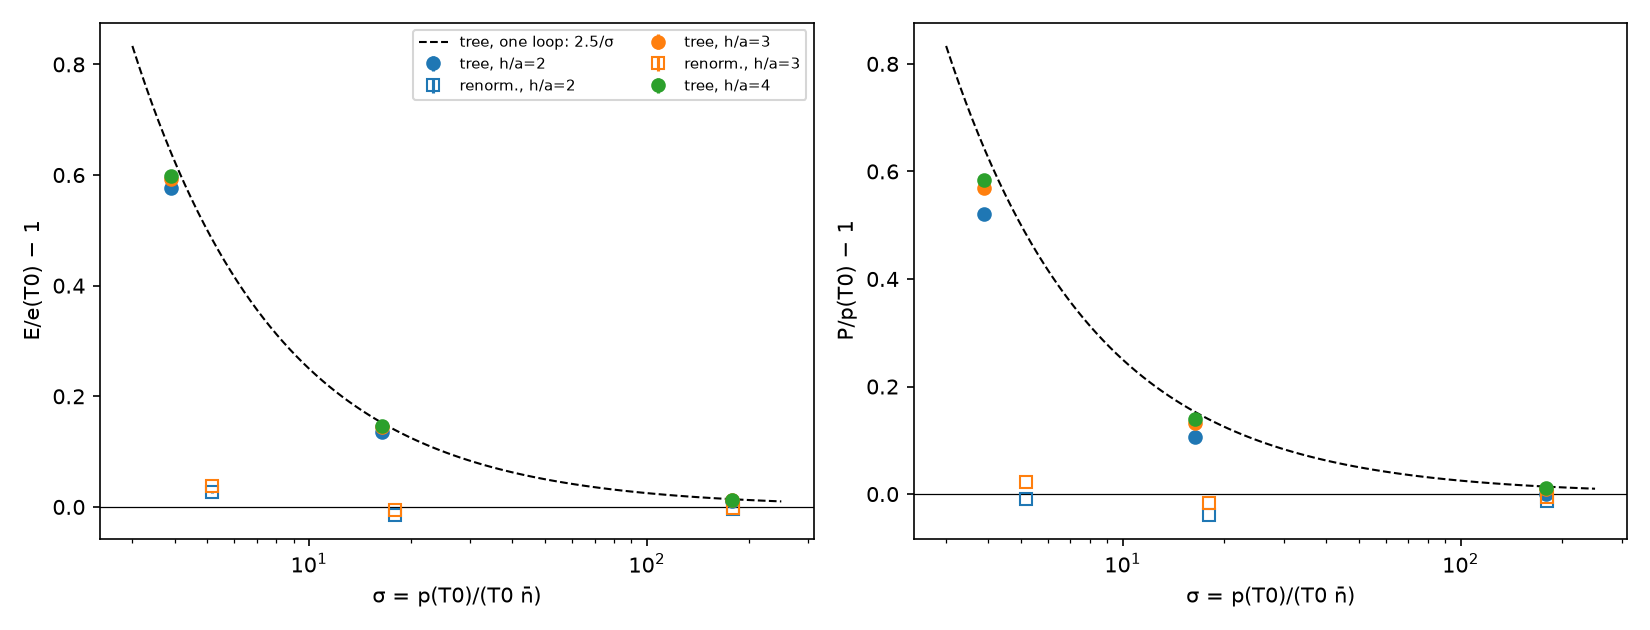 E/e(T0) − 1
0.8
0.6
0.4
0.2
0.0
10¹
10²
σ = p(T0)/(T0 n̄)
tree, one loop: 2.5/σ
tree, h/a=2
renorm., h/a=2
tree, h/a=3
renorm., h/a=3
tree, h/a=4
P/p(T0) − 1
0.8
0.6
0.4
0.2
0.0
10¹
10²
σ = p(T0)/(T0 n̄)